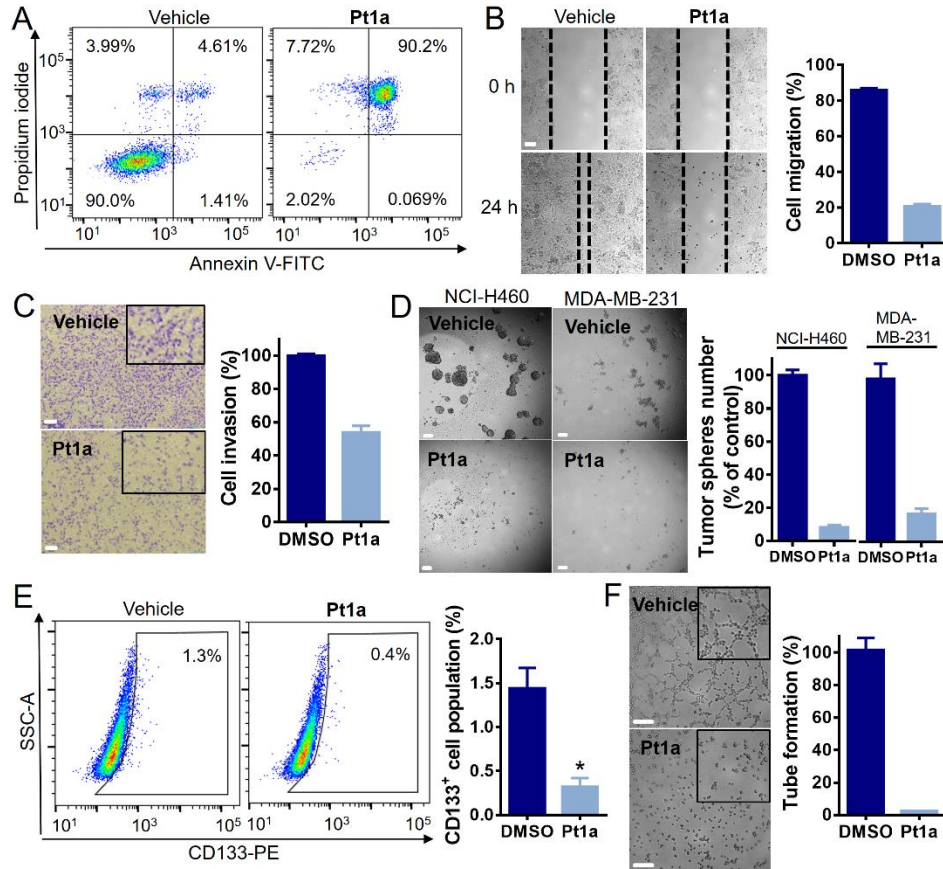 A
Vehicle
Pt1a
3.99%
4.61%
7.72%
90.2%
90.0%
1.41%
2.02%
0.069%
Propidium iodide
10⁵
10³
10¹
10¹
10³
10⁵
10¹
10³
10⁵
Annexin V-FITC
B
Vehicle
Pt1a
0 h
24 h
Cell migration (%)
100
80
60
40
20
0
DMSO Pt1a
C
Vehicle
Pt1a
Cell invasion (%)
100
80
60
40
20
0
DMSO Pt1a
D
NCI-H460
MDA-MB-231
Vehicle
Vehicle
Pt1a
Pt1a
Tumor spheres number
(% of control)
NCI-H460
MDA-
MB-231
100
80
60
40
20
0
DMSO Pt1a DMSO Pt1a
E
Vehicle
Pt1a
1.3%
0.4%
SSC-A
10¹
10³
10⁵
10¹
10³
10⁵
CD133-PE
CD133⁺ cell population (%)
2.0
1.5
1.0
0.5
0.0
*
DMSO Pt1a
F
Vehicle
Pt1a
Tube formation (%)
100
80
60
40
20
0
DMSO Pt1a